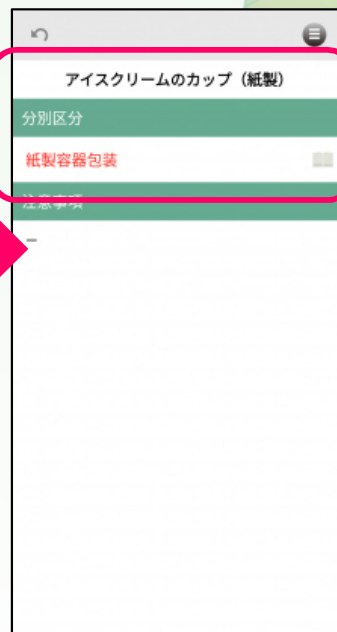 アイスクリームのカップ（紙製）
分別区分
紙製容器包装
注意事項
－